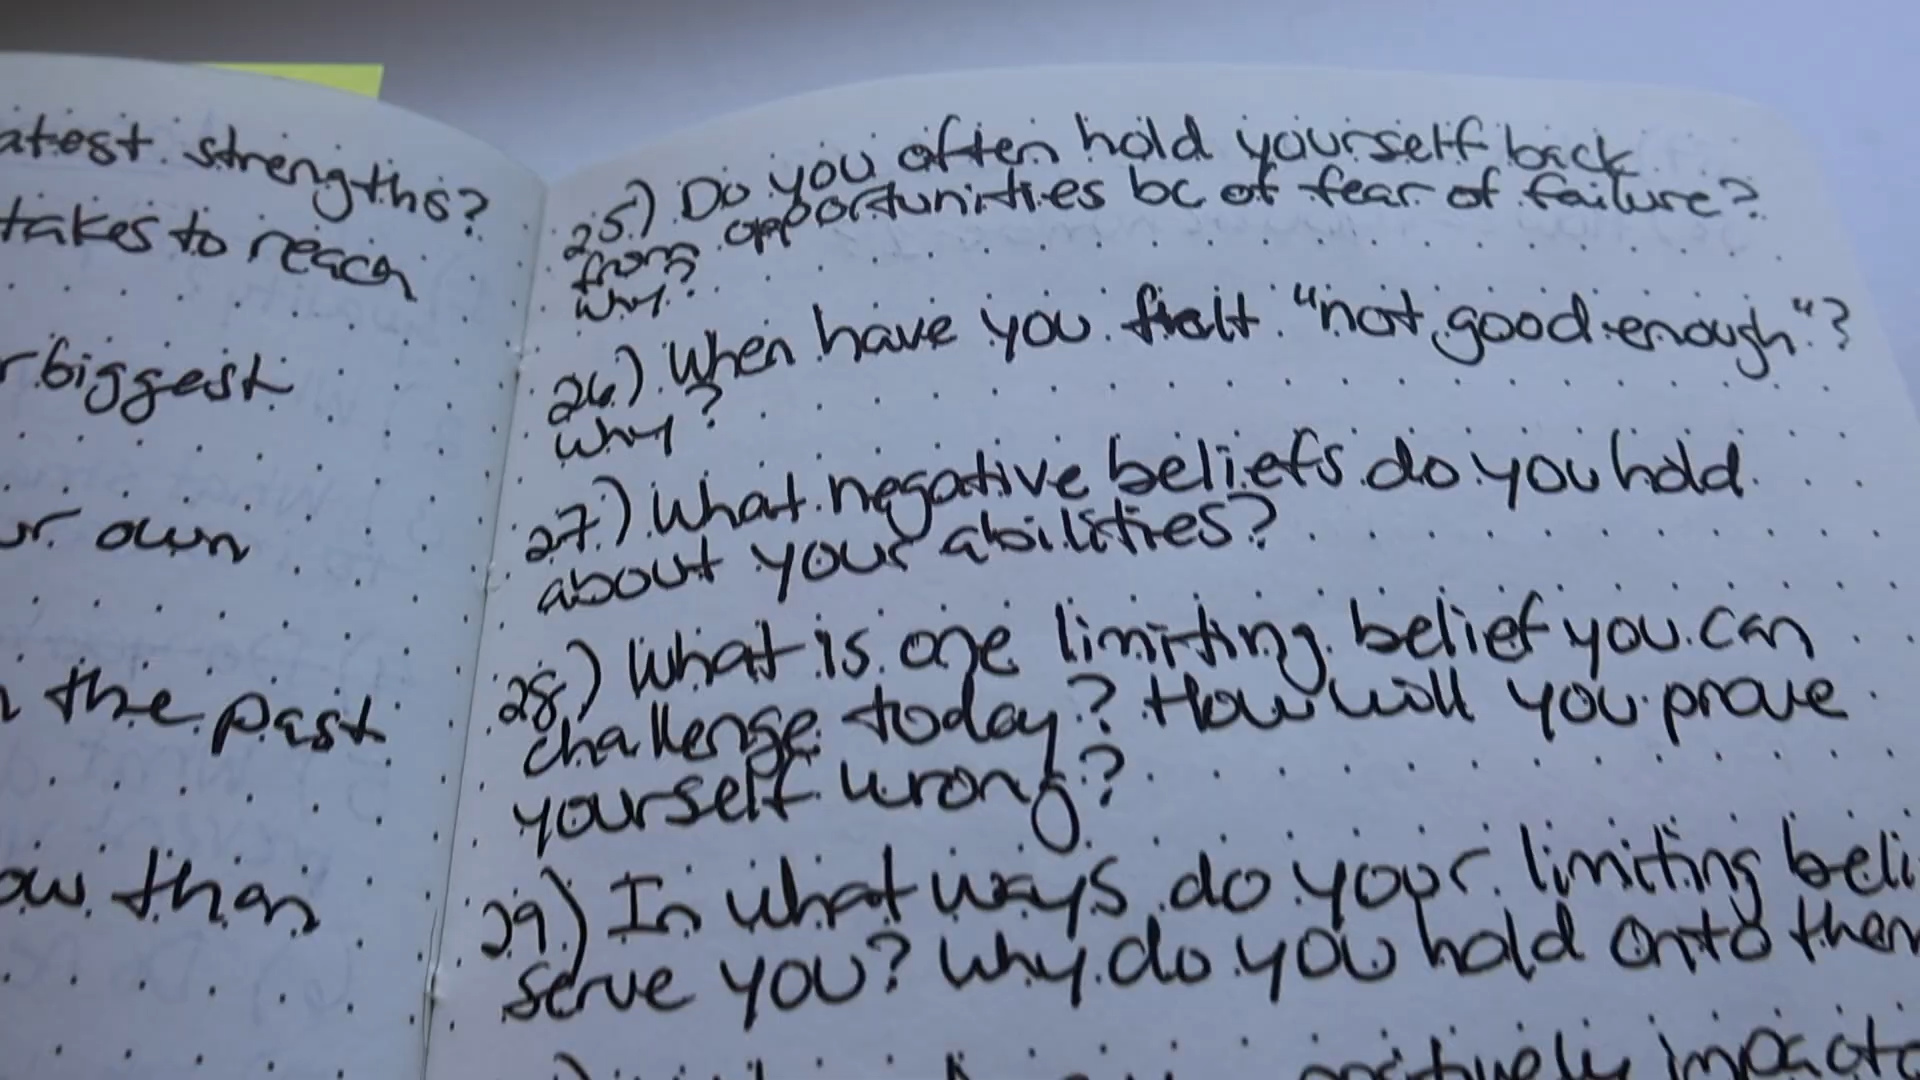 atest strengths?
takes to reach
r biggest
ur own
the past
ow than
25.) Do you often hold yourself back
from opportunities bc of fear of failure?
why?
26.) When have you felt "not good enough"?
why?
27.) What negative beliefs do you hold
about your abilities?
28.) What is one limiting belief you can
challenge today? How will you prove
yourself wrong?
29.) In what ways do your limiting beli
serve you? Why do you hold onto them
positively impact